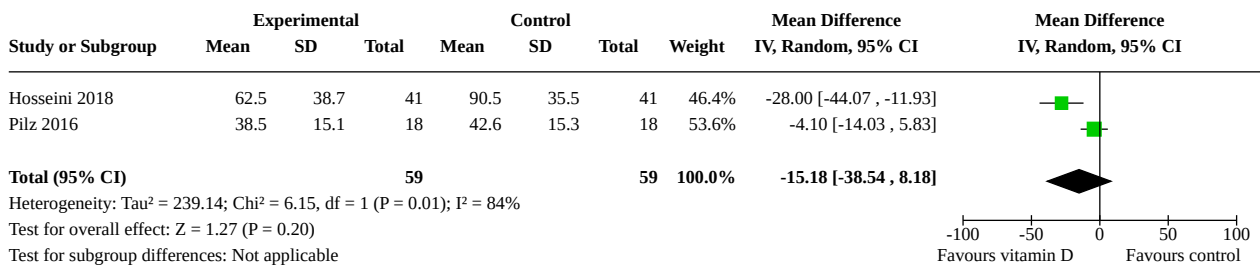 Experimental Control Mean Difference Mean Difference
Study or Subgroup Mean SD Total Mean SD Total Weight IV, Random, 95% CI IV, Random, 95% CI
Hosseini 2018 62.5 38.7 41 90.5 35.5 41 46.4% -28.00 [-44.07 , -11.93]
Pilz 2016 38.5 15.1 18 42.6 15.3 18 53.6% -4.10 [-14.03 , 5.83]
Total (95% CI) 59 59 100.0% -15.18 [-38.54 , 8.18]
Heterogeneity: Tau² = 239.14; Chi² = 6.15, df = 1 (P = 0.01); I² = 84%
Test for overall effect: Z = 1.27 (P = 0.20)
-100 -50 0 50 100
Test for subgroup differences: Not applicable Favours vitamin D Favours control